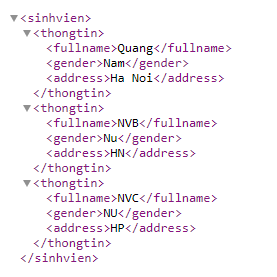 <sinhvien>
<thongtin>
<fullname>Quang</fullname>
<gender>Nam</gender>
<address>Ha Noi</address>
</thongtin>
<thongtin>
<fullname>NVB</fullname>
<gender>Nu</gender>
<address>HN</address>
</thongtin>
<thongtin>
<fullname>NVC</fullname>
<gender>NU</gender>
<address>HP</address>
</thongtin>
</sinhvien>